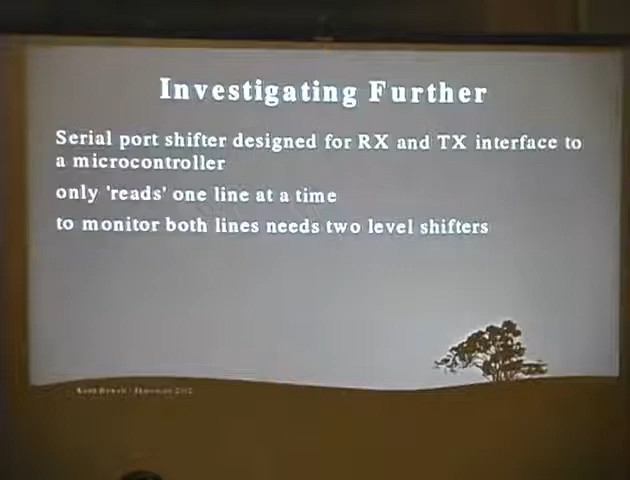 Investigating Further
Serial port shifter designed for RX and TX interface to
a microcontroller
only 'reads' one line at a time
to monitor both lines needs two level shifters